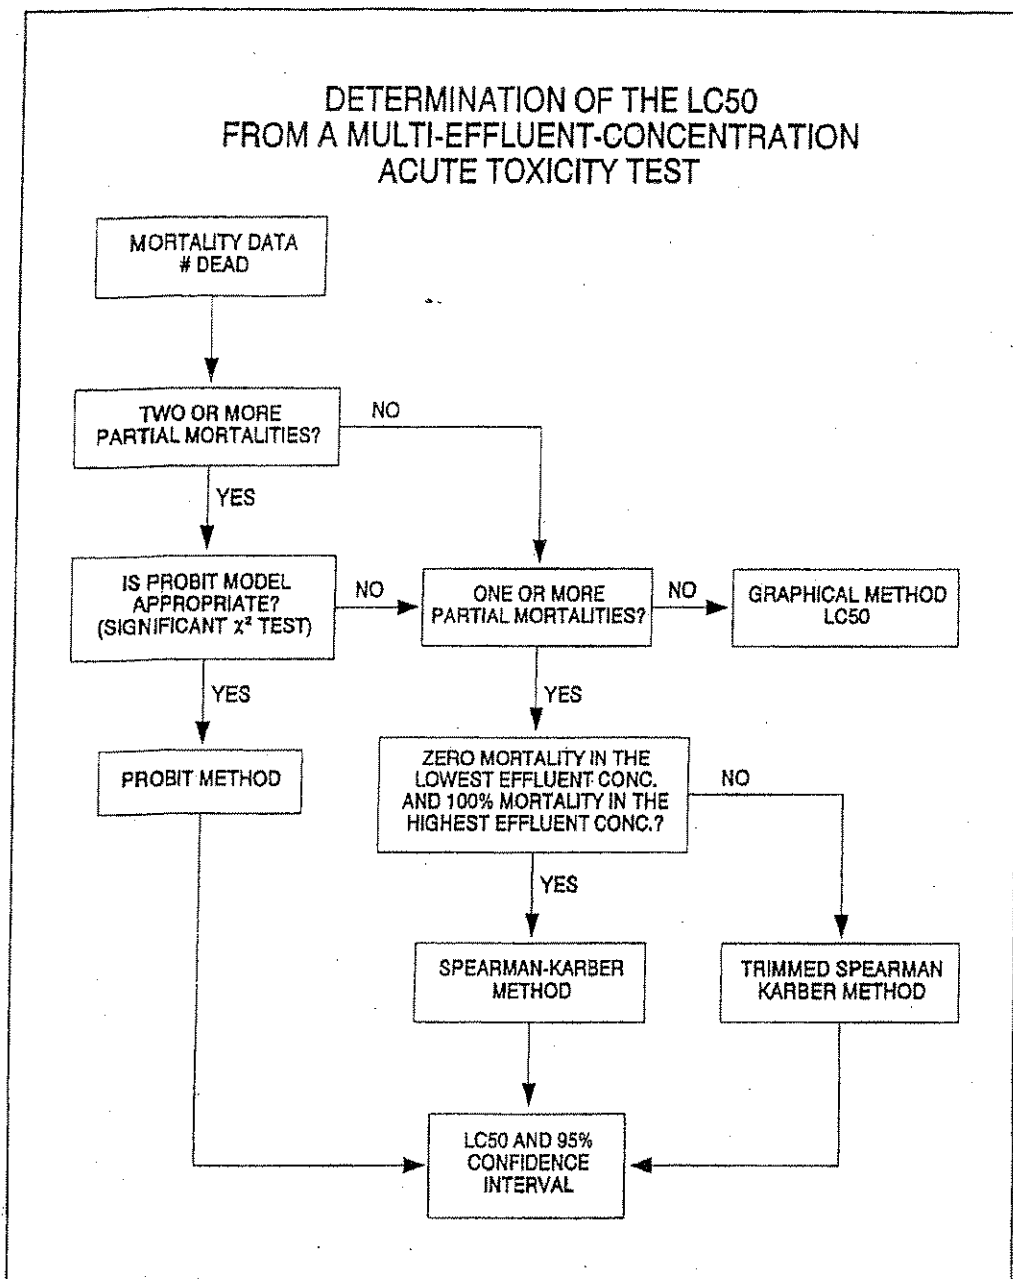 DETERMINATION OF THE LC50
FROM A MULTI-EFFLUENT-CONCENTRATION
ACUTE TOXICITY TEST
MORTALITY DATA
# DEAD
TWO OR MORE
PARTIAL MORTALITIES?
NO
YES
IS PROBIT MODEL
APPROPRIATE?
(SIGNIFICANT χ² TEST)
NO
ONE OR MORE
PARTIAL MORTALITIES?
NO
GRAPHICAL METHOD
LC50
YES
YES
PROBIT METHOD
ZERO MORTALITY IN THE
LOWEST EFFLUENT CONC.
AND 100% MORTALITY IN THE
HIGHEST EFFLUENT CONC.?
NO
YES
SPEARMAN-KARBER
METHOD
TRIMMED SPEARMAN
KARBER METHOD
LC50 AND 95%
CONFIDENCE
INTERVAL